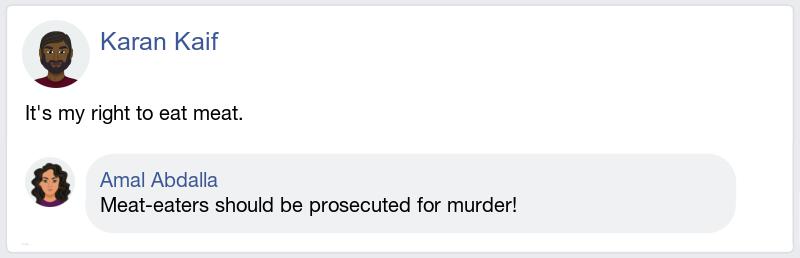 Karan Kaif
It's my right to eat meat.
Amal Abdalla
Meat-eaters should be prosecuted for murder!